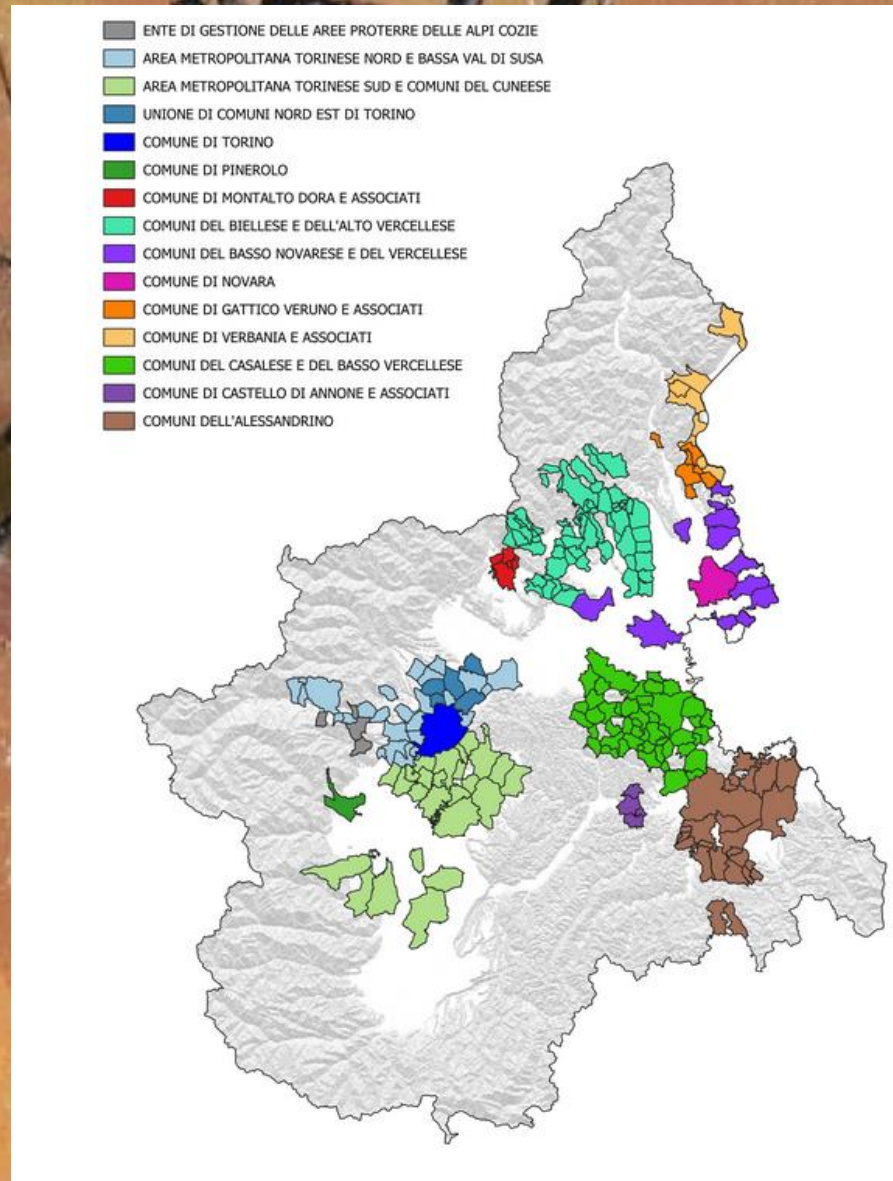 ENTE DI GESTIONE DELLE AREE PROTERRE DELLE ALPI COZIE
AREA METROPOLITANA TORINESE NORD E BASSA VAL DI SUSA
AREA METROPOLITANA TORINESE SUD E COMUNI DEL CUNEESE
UNIONE DI COMUNI NORD EST DI TORINO
COMUNE DI TORINO
COMUNE DI PINEROLO
COMUNE DI MONTALTO DORA E ASSOCIATI
COMUNI DEL BIELLESE E DELL'ALTO VERCELLESE
COMUNI DEL BASSO NOVARESE E DEL VERCELLESE
COMUNE DI NOVARA
COMUNE DI GATTICO VERUNO E ASSOCIATI
COMUNE DI VERBANIA E ASSOCIATI
COMUNI DEL CASALESE E DEL BASSO VERCELLESE
COMUNE DI CASTELLO DI ANNONE E ASSOCIATI
COMUNI DELL'ALESSANDRINO